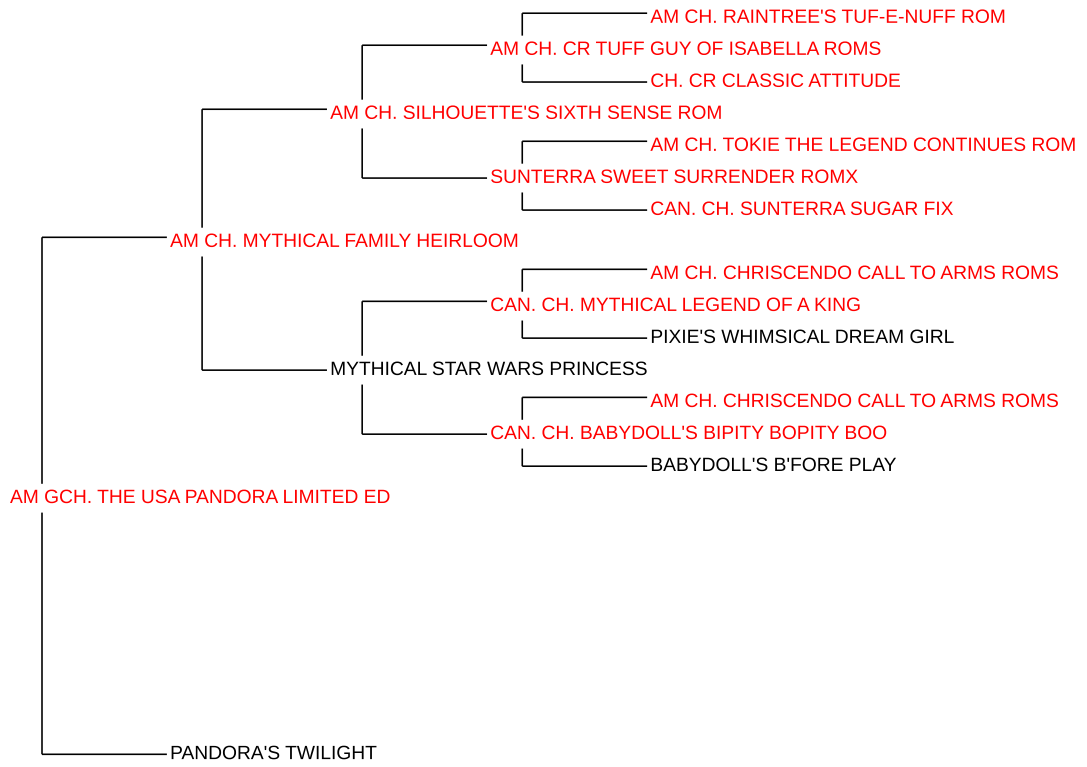 AM CH. RAINTREE'S TUF-E-NUFF ROM
AM CH. CR TUFF GUY OF ISABELLA ROMS
CH. CR CLASSIC ATTITUDE
AM CH. SILHOUETTE'S SIXTH SENSE ROM
AM CH. TOKIE THE LEGEND CONTINUES ROM
SUNTERRA SWEET SURRENDER ROMX
CAN. CH. SUNTERRA SUGAR FIX
AM CH. MYTHICAL FAMILY HEIRLOOM
AM CH. CHRISCENDO CALL TO ARMS ROMS
CAN. CH. MYTHICAL LEGEND OF A KING
PIXIE'S WHIMSICAL DREAM GIRL
MYTHICAL STAR WARS PRINCESS
AM CH. CHRISCENDO CALL TO ARMS ROMS
CAN. CH. BABYDOLL'S BIPITY BOPITY BOO
BABYDOLL'S B'FORE PLAY
AM GCH. THE USA PANDORA LIMITED ED
PANDORA'S TWILIGHT